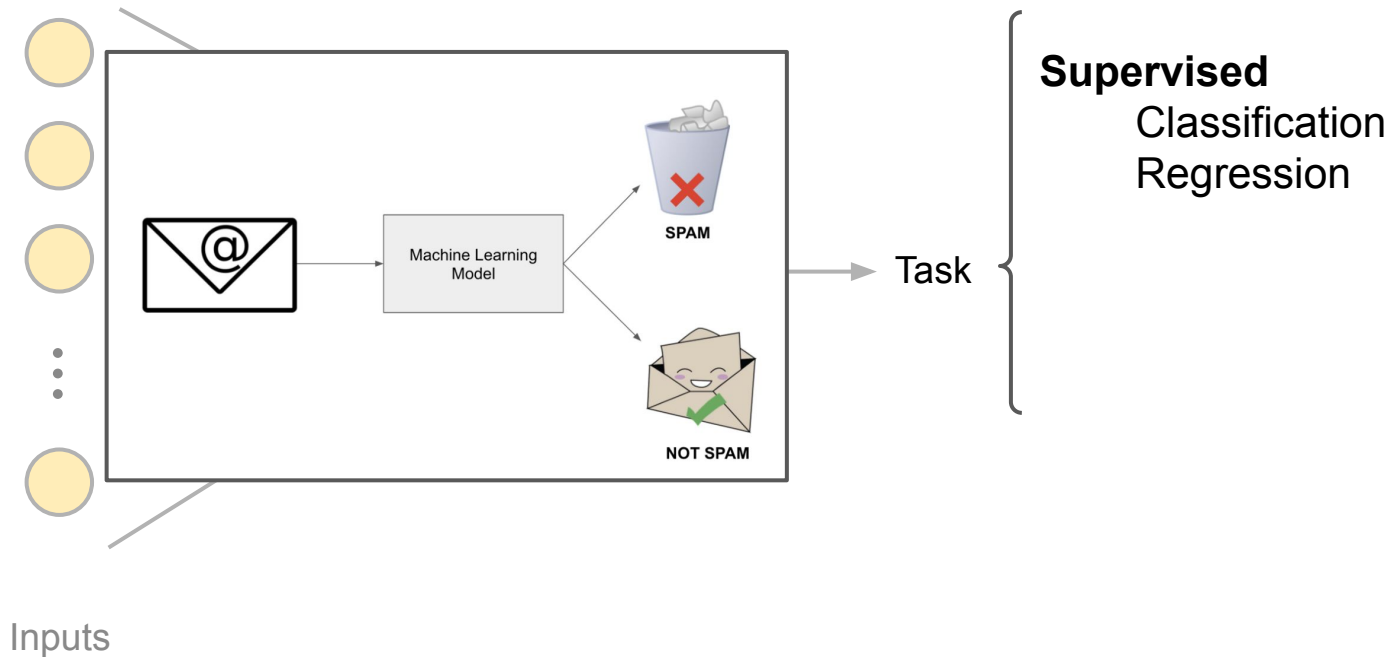 Supervised
Classification
Regression
@
Machine Learning
Model
SPAM
Task
NOT SPAM
Inputs